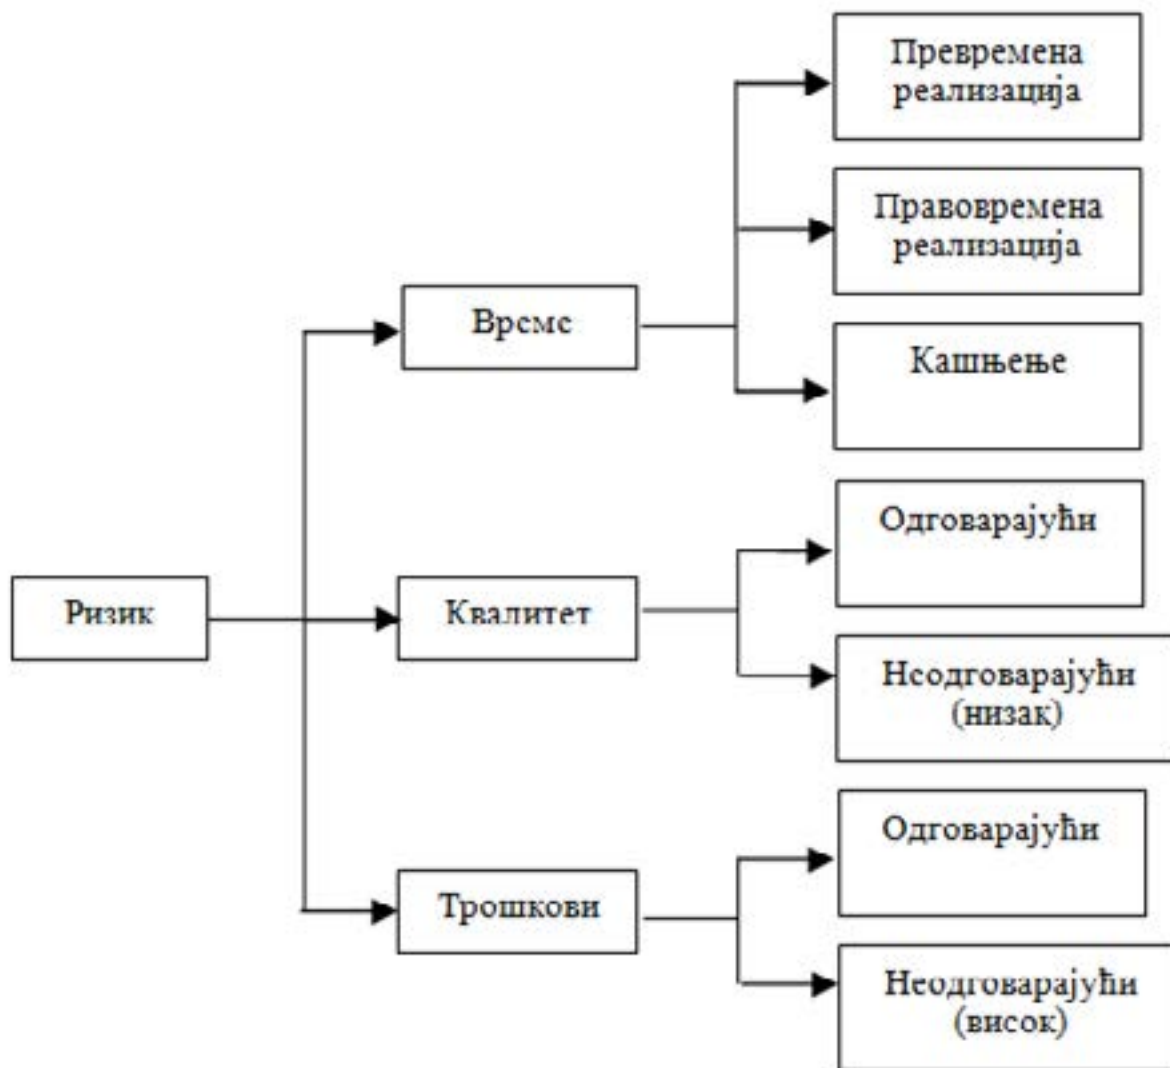 Превремена
реализација
Правовремена
реализација
Време
Кашњење
Одговарајући
Ризик
Квалитет
Неодговарајући
(низак)
Одговарајући
Трошкови
Неодговарајући
(висок)